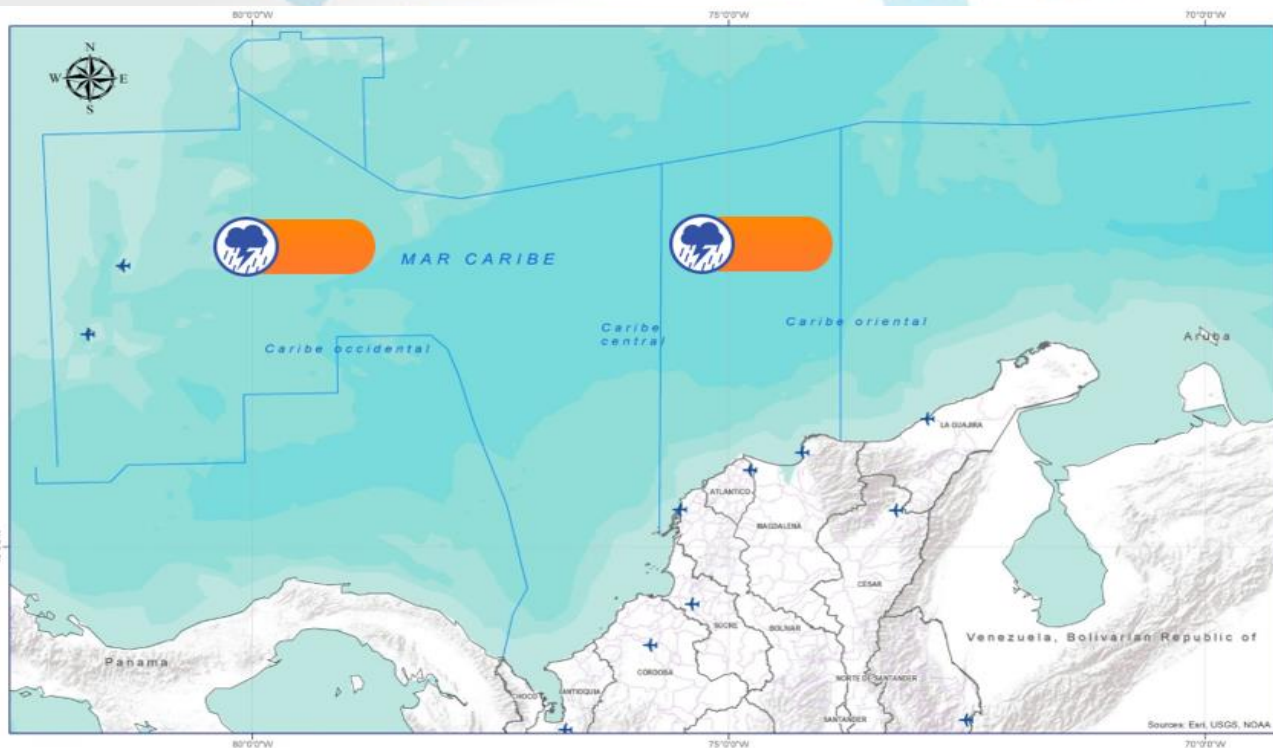 80°0'0"W
75°0'0"W
70°0'0"W
N
W
E
S
MAR CARIBE
Caribe
central
Caribe oriental
Caribe occidental
Aruba
LA GUAJIRA
ATLANTICO
MAGDALENA
CESAR
SUCRE
BOLIVAR
Venezuela, Bolivarian Republic of
Panama
CORDOBA
NORTE DE SANTANDER
CHOCO
ANTIOQUIA
SANTANDER
Sources: Esri, USGS, NOAA
80°0'0"W
75°0'0"W
70°0'0"W